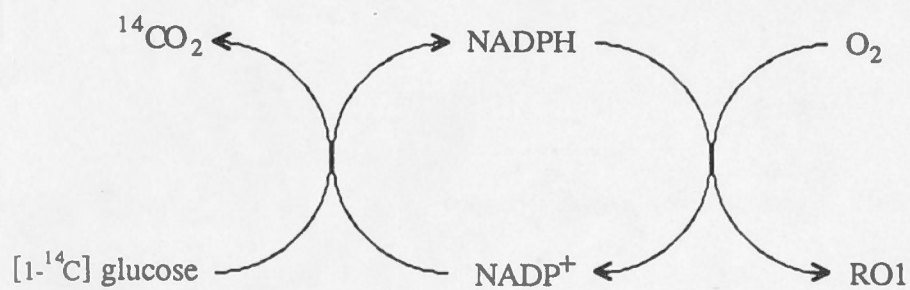 ¹⁴CO₂ NADPH O₂
[1-¹⁴C] glucose NADP⁺ RO1